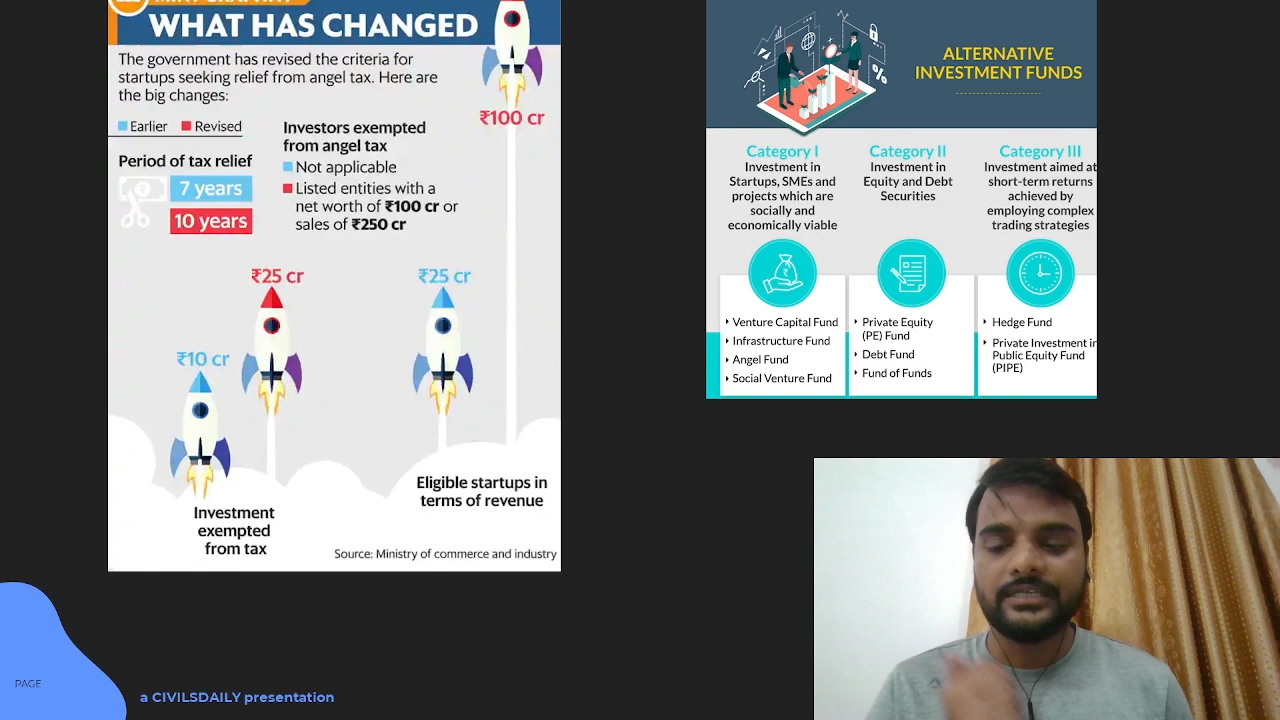 WHAT HAS CHANGED
The government has revised the criteria for
startups seeking relief from angel tax. Here are
the big changes:
Earlier Revised
Period of tax relief
7 years
10 years
Investors exempted
from angel tax
Not applicable
Listed entities with a
net worth of ₹100 cr or
sales of ₹250 cr
₹100 cr
₹25 cr
₹25 cr
₹10 cr
Investment
exempted
from tax
Eligible startups in
terms of revenue
Source: Ministry of commerce and industry
ALTERNATIVE
INVESTMENT FUNDS
Category I
Investment in
Startups, SMEs and
projects which are
socially and
economically viable
Venture Capital Fund
Infrastructure Fund
Angel Fund
Social Venture Fund
Category II
Investment in
Equity and Debt
Securities
Private Equity
(PE) Fund
Debt Fund
Fund of Funds
Category III
Investment aimed at
short-term returns
achieved by
employing complex
trading strategies
Hedge Fund
Private Investment in
Public Equity Fund
(PIPE)
PAGE
a CIVILSDAILY presentation